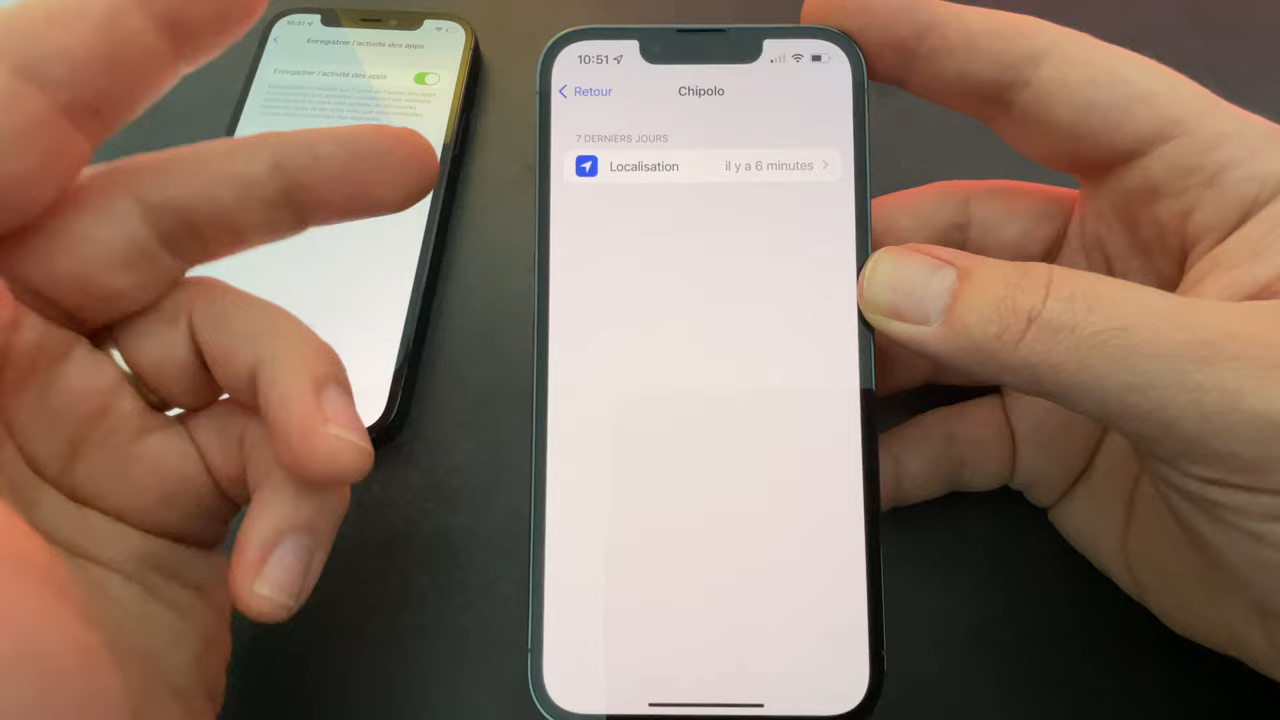 10:51
Enregistrer l'activité des apps
Enregistrer l'activité des apps
10:51
Retour
Chipolo
7 DERNIERS JOURS
Localisation
il y a 6 minutes